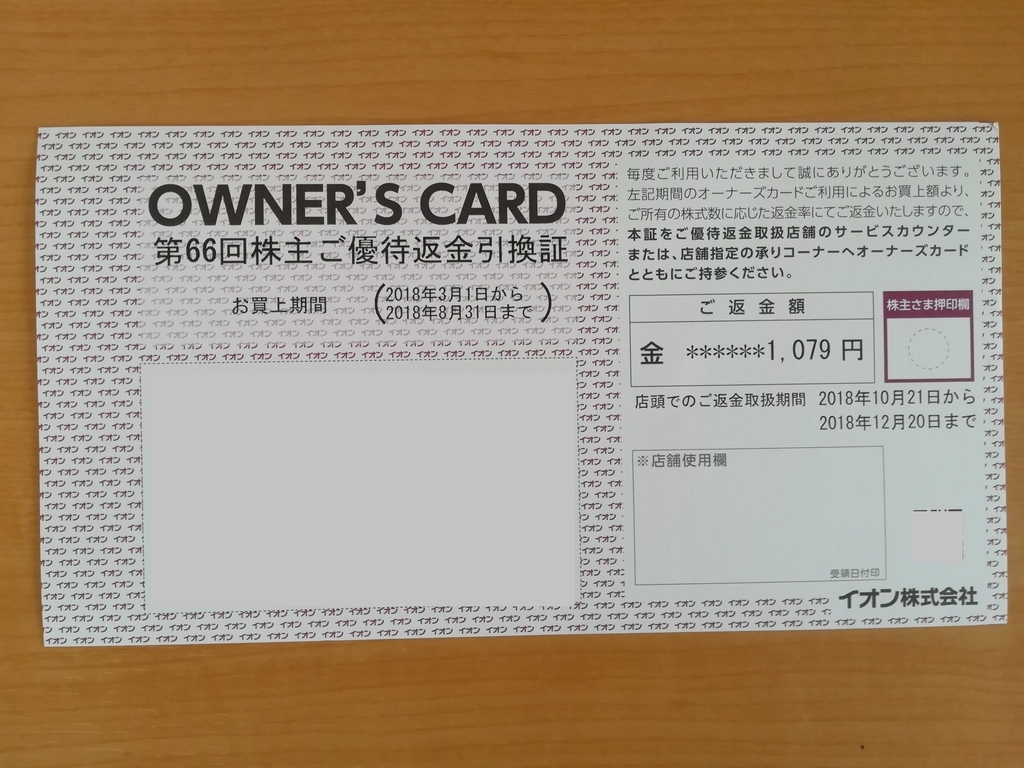 OWNER'S CARD
第66回株主ご優待返金引換証
お買上期間
(2018年3月1日から
2018年8月31日まで)
毎度ご利用いただきまして誠にありがとうございます。
左記期間のオーナーズカードご利用によるお買上額より、
ご所有の株式数に応じた返金率にてご返金いたしますので、
本証をご優待返金取扱店舗のサービスカウンター
または、店舗指定の承りコーナーへオーナーズカード
とともにご持参ください。
ご返金額
金 ******1,079 円
株主さま押印欄
店頭でのご返金取扱期間 2018年10月21日から
2018年12月20日まで
※店舗使用欄
受領日付印
イオン株式会社